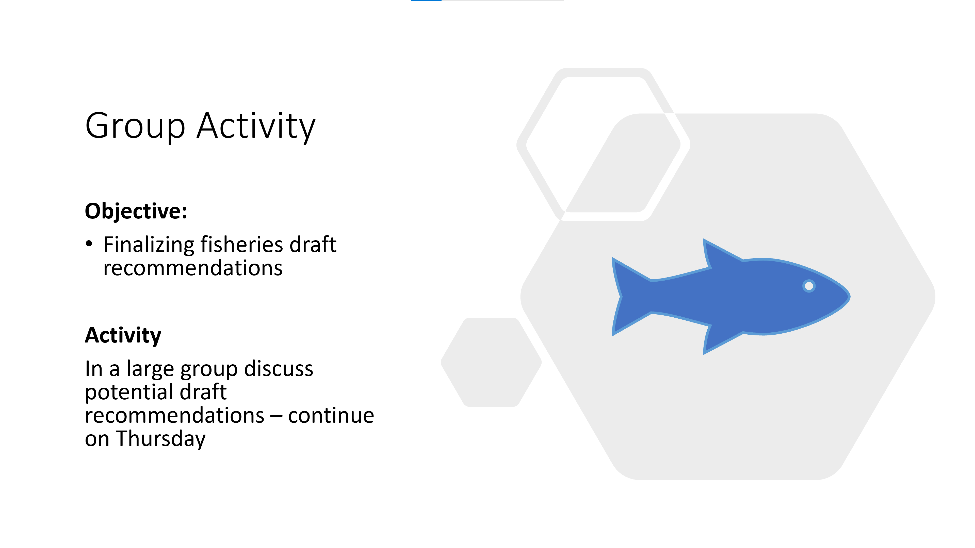 Group Activity
Objective:
• Finalizing fisheries draft
recommendations
Activity
In a large group discuss
potential draft
recommendations – continue
on Thursday